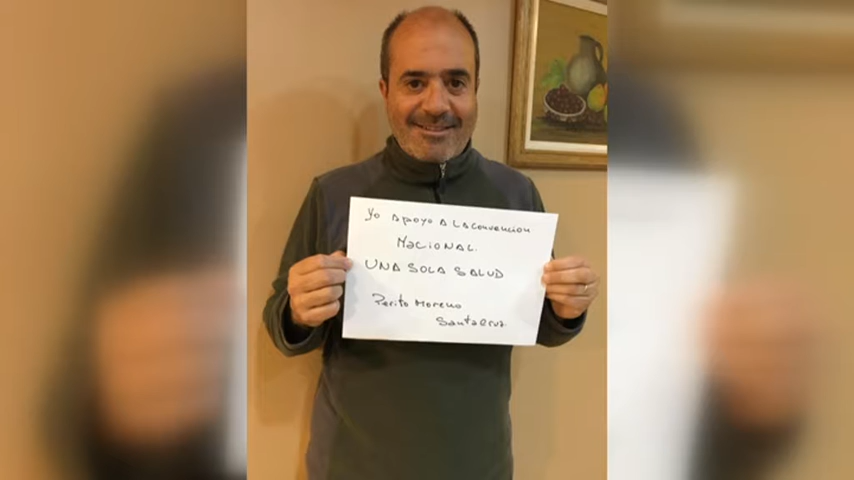 Yo apoyo a la convencion
Nacional.
UNA SOLA SALUD
Perito Moreno
Santa Cruz